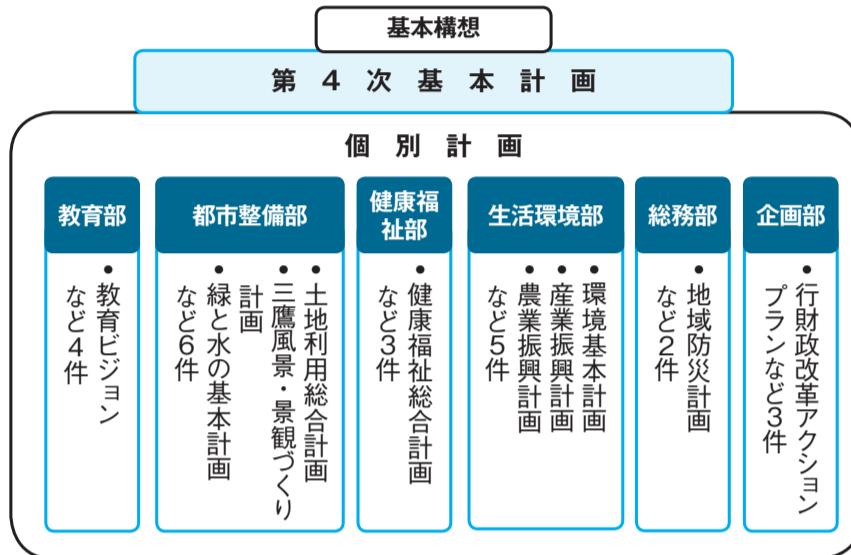 基本構想
第4次基本計画
個別計画
企画部
・行財政改革アクション
プランなど3件
総務部
・地域防災計画
など2件
生活環境部
・環境基本計画
・産業振興計画
・農業振興計画
など5件
健康福
祉部
・健康福祉総合計画
など3件
都市整備部
・土地利用総合計画
・三鷹風景・景観づくり
計画
・緑と水の基本計画
など6件
教育部
・教育ビジョン
など4件